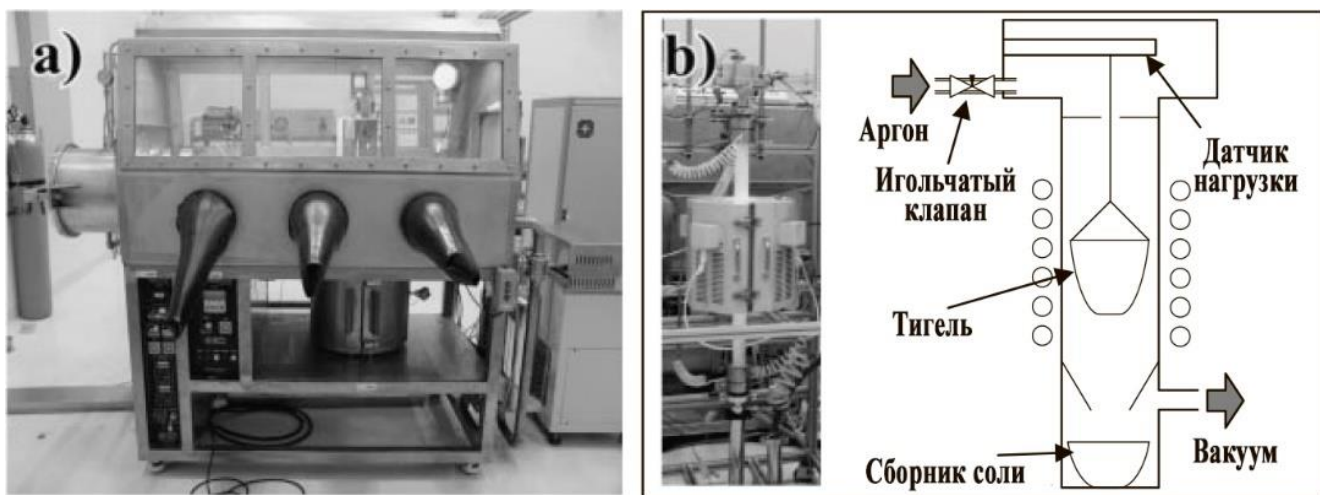 a)
b)
Аргон
Игольчатый
клапан
Датчик
нагрузки
Тигель
Сборник соли
Вакуум